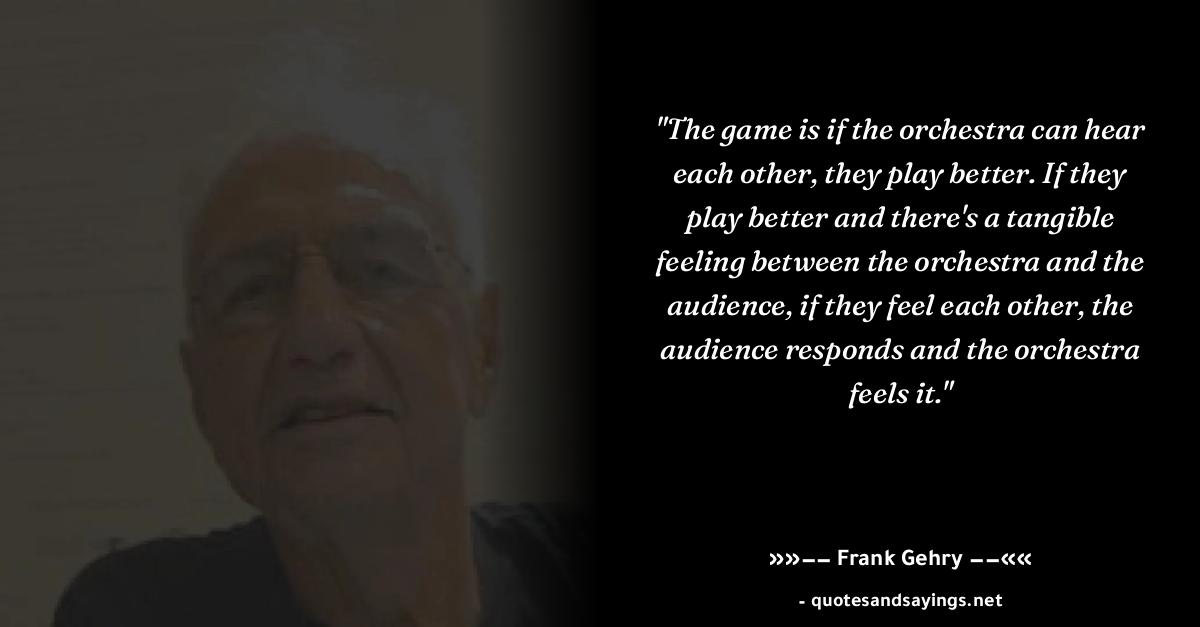 "The game is if the orchestra can hear
each other, they play better. If they
play better and there's a tangible
feeling between the orchestra and the
audience, if they feel each other, the
audience responds and the orchestra
feels it."
»»−− Frank Gehry −−««
- quotesandsayings.net